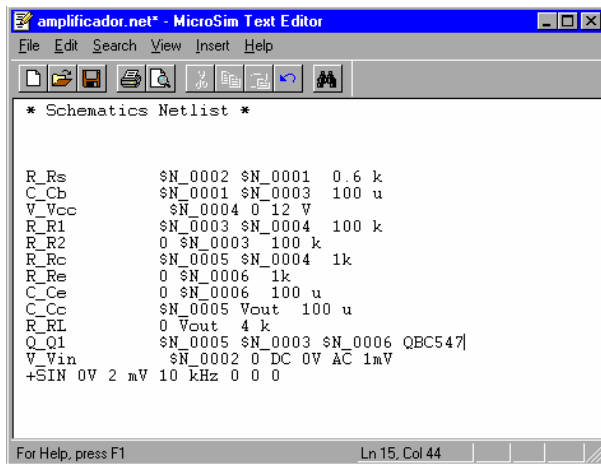 amplificador.net* - MicroSim Text Editor
File Edit Search View Insert Help
* Schematics Netlist *
R_Rs $N_0002 $N_0001 0.6 k
C_Cb $N_0001 $N_0003 100 u
V_Vcc $N_0004 0 12 V
R_R1 $N_0003 $N_0004 100 k
R_R2 0 $N_0003 100 k
R_Rc $N_0005 $N_0004 1k
R_Re 0 $N_0006 1k
C_Ce 0 $N_0006 100 u
C_Cc $N_0005 Vout 100 u
R_RL 0 Vout 4 k
Q_Q1 $N_0005 $N_0003 $N_0006 QBC547
V_Vin $N_0002 0 DC 0V AC 1mV
+SIN 0V 2 mV 10 kHz 0 0 0
For Help, press F1 Ln 15, Col 44